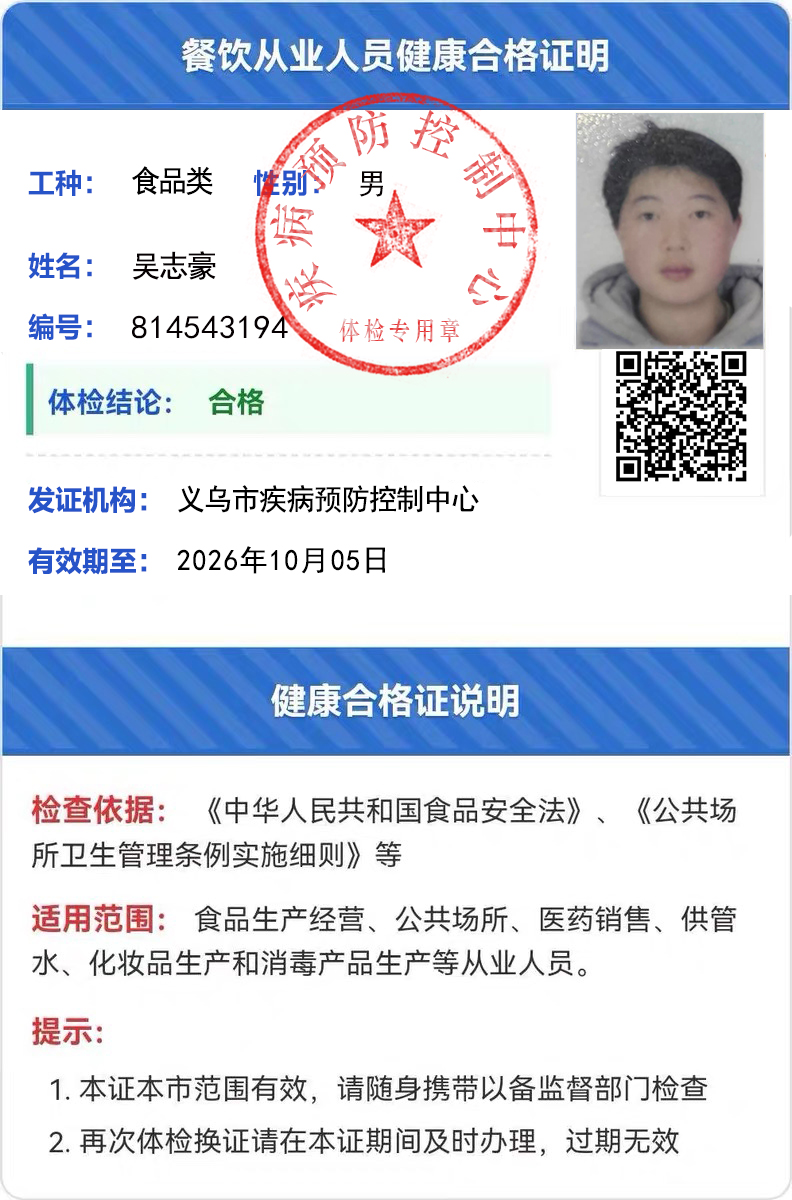 餐饮从业人员健康合格证明
工种： 食品类 性别： 男
姓名： 吴志豪
编号： 814543194
疾病预防控制中心
体检专用章
体检结论： 合格
发证机构： 义乌市疾病预防控制中心
有效期至： 2026年10月05日
健康合格证说明
检查依据： 《中华人民共和国食品安全法》、《公共场
所卫生管理条例实施细则》等
适用范围： 食品生产经营、公共场所、医药销售、供管
水、化妆品生产和消毒产品生产等从业人员。
提示：
1. 本证本市范围有效，请随身携带以备监督部门检查
2. 再次体检换证请在本证期间及时办理，过期无效